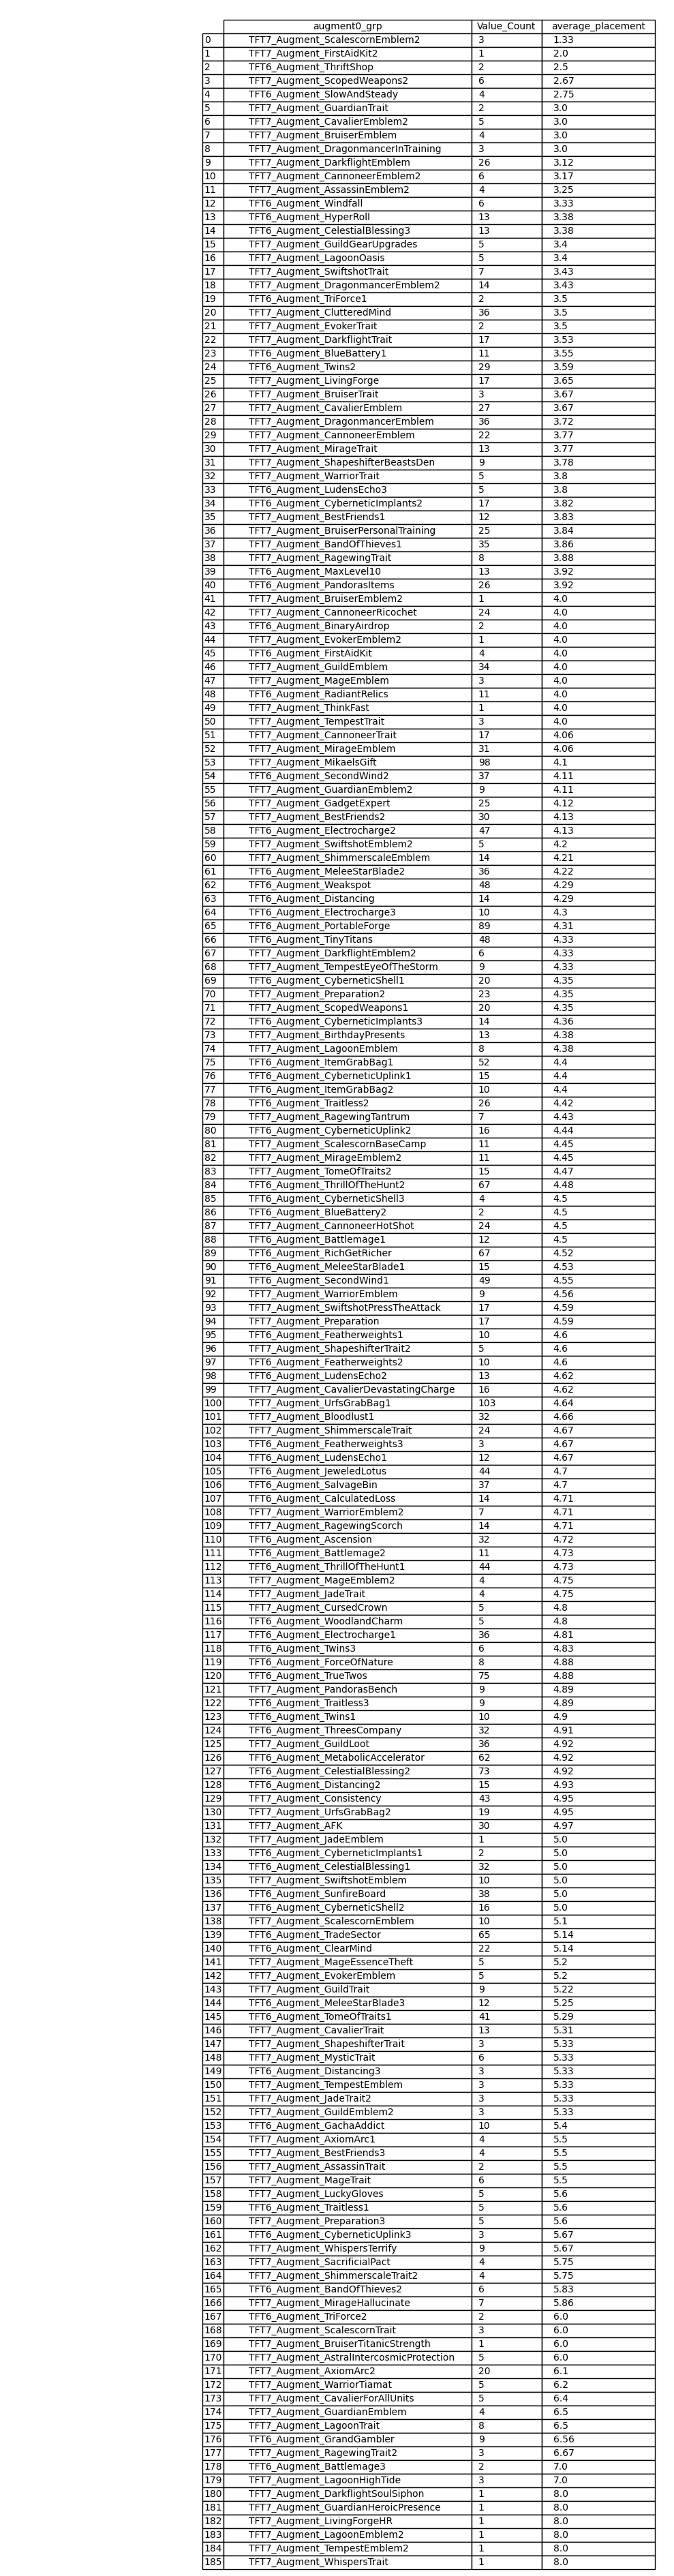 augment0_grp Value_Count average_placement
0 TFT7_Augment_ScalescornEmblem2 3 1.33
1 TFT7_Augment_FirstAidKit2 1 2.0
2 TFT6_Augment_ThriftShop 2 2.5
3 TFT7_Augment_ScopedWeapons2 6 2.67
4 TFT6_Augment_SlowAndSteady 4 2.75
5 TFT7_Augment_GuardianTrait 2 3.0
6 TFT7_Augment_CavalierEmblem2 5 3.0
7 TFT7_Augment_BruiserEmblem 4 3.0
8 TFT7_Augment_DragonmancerInTraining 3 3.0
9 TFT7_Augment_DarkflightEmblem 26 3.12
10 TFT7_Augment_CannoneerEmblem2 6 3.17
11 TFT7_Augment_AssassinEmblem2 4 3.25
12 TFT6_Augment_Windfall 6 3.33
13 TFT6_Augment_HyperRoll 13 3.38
14 TFT6_Augment_CelestialBlessing3 13 3.38
15 TFT7_Augment_GuildGearUpgrades 5 3.4
16 TFT7_Augment_LagoonOasis 5 3.4
17 TFT7_Augment_SwiftshotTrait 7 3.43
18 TFT7_Augment_DragonmancerEmblem2 14 3.43
19 TFT6_Augment_TriForce1 2 3.5
20 TFT7_Augment_ClutteredMind 36 3.5
21 TFT7_Augment_EvokerTrait 2 3.5
22 TFT7_Augment_DarkflightTrait 17 3.53
23 TFT6_Augment_BlueBattery1 11 3.55
24 TFT6_Augment_Twins2 29 3.59
25 TFT7_Augment_LivingForge 17 3.65
26 TFT7_Augment_BruiserTrait 3 3.67
27 TFT7_Augment_CavalierEmblem 27 3.67
28 TFT7_Augment_DragonmancerEmblem 36 3.72
29 TFT7_Augment_CannoneerEmblem 22 3.77
30 TFT7_Augment_MirageTrait 13 3.77
31 TFT7_Augment_ShapeshifterBeastsDen 9 3.78
32 TFT7_Augment_WarriorTrait 5 3.8
33 TFT6_Augment_LudensEcho3 5 3.8
34 TFT6_Augment_CyberneticImplants2 17 3.82
35 TFT7_Augment_BestFriends1 12 3.83
36 TFT7_Augment_BruiserPersonalTraining 25 3.84
37 TFT6_Augment_BandOfThieves1 35 3.86
38 TFT7_Augment_RagewingTrait 8 3.88
39 TFT6_Augment_MaxLevel10 13 3.92
40 TFT6_Augment_PandorasItems 26 3.92
41 TFT7_Augment_BruiserEmblem2 1 4.0
42 TFT7_Augment_CannoneerRicochet 24 4.0
43 TFT6_Augment_BinaryAirdrop 2 4.0
44 TFT7_Augment_EvokerEmblem2 1 4.0
45 TFT6_Augment_FirstAidKit 4 4.0
46 TFT7_Augment_GuildEmblem 34 4.0
47 TFT7_Augment_MageEmblem 3 4.0
48 TFT6_Augment_RadiantRelics 11 4.0
49 TFT7_Augment_ThinkFast 1 4.0
50 TFT7_Augment_TempestTrait 3 4.0
51 TFT7_Augment_CannoneerTrait 17 4.06
52 TFT7_Augment_MirageEmblem 31 4.06
53 TFT7_Augment_MikaelsGift 98 4.1
54 TFT6_Augment_SecondWind2 37 4.11
55 TFT7_Augment_GuardianEmblem2 9 4.11
56 TFT7_Augment_GadgetExpert 25 4.12
57 TFT7_Augment_BestFriends2 30 4.13
58 TFT6_Augment_Electrocharge2 47 4.13
59 TFT7_Augment_SwiftshotEmblem2 5 4.2
60 TFT7_Augment_ShimmerscaleEmblem 14 4.21
61 TFT6_Augment_MeleeStarBlade2 36 4.22
62 TFT6_Augment_Weakspot 48 4.29
63 TFT6_Augment_Distancing 14 4.29
64 TFT6_Augment_Electrocharge3 10 4.3
65 TFT6_Augment_PortableForge 89 4.31
66 TFT6_Augment_TinyTitans 48 4.33
67 TFT7_Augment_DarkflightEmblem2 6 4.33
68 TFT7_Augment_TempestEyeOfTheStorm 9 4.33
69 TFT6_Augment_CyberneticShell1 20 4.35
70 TFT7_Augment_Preparation2 23 4.35
71 TFT7_Augment_ScopedWeapons1 20 4.35
72 TFT6_Augment_CyberneticImplants3 14 4.36
73 TFT7_Augment_BirthdayPresents 13 4.38
74 TFT7_Augment_LagoonEmblem 8 4.38
75 TFT6_Augment_ItemGrabBag1 52 4.4
76 TFT6_Augment_CyberneticUplink1 15 4.4
77 TFT6_Augment_ItemGrabBag2 10 4.4
78 TFT6_Augment_Traitless2 26 4.42
79 TFT7_Augment_RagewingTantrum 7 4.43
80 TFT6_Augment_CyberneticUplink2 16 4.44
81 TFT7_Augment_ScalescornBaseCamp 11 4.45
82 TFT7_Augment_MirageEmblem2 11 4.45
83 TFT7_Augment_TomeOfTraits2 15 4.47
84 TFT6_Augment_ThrillOfTheHunt2 67 4.48
85 TFT6_Augment_CyberneticShell3 4 4.5
86 TFT6_Augment_BlueBattery2 2 4.5
87 TFT7_Augment_CannoneerHotShot 24 4.5
88 TFT6_Augment_Battlemage1 12 4.5
89 TFT6_Augment_RichGetRicher 67 4.52
90 TFT6_Augment_MeleeStarBlade1 15 4.53
91 TFT6_Augment_SecondWind1 49 4.55
92 TFT7_Augment_WarriorEmblem 9 4.56
93 TFT7_Augment_SwiftshotPressTheAttack 17 4.59
94 TFT7_Augment_Preparation 17 4.59
95 TFT6_Augment_Featherweights1 10 4.6
96 TFT7_Augment_ShapeshifterTrait2 5 4.6
97 TFT6_Augment_Featherweights2 10 4.6
98 TFT6_Augment_LudensEcho2 13 4.62
99 TFT7_Augment_CavalierDevastatingCharge 16 4.62
100 TFT7_Augment_UrfsGrabBag1 103 4.64
101 TFT7_Augment_Bloodlust1 32 4.66
102 TFT7_Augment_ShimmerscaleTrait 24 4.67
103 TFT6_Augment_Featherweights3 3 4.67
104 TFT6_Augment_LudensEcho1 12 4.67
105 TFT6_Augment_JeweledLotus 44 4.7
106 TFT6_Augment_SalvageBin 37 4.7
107 TFT6_Augment_CalculatedLoss 14 4.71
108 TFT7_Augment_WarriorEmblem2 7 4.71
109 TFT7_Augment_RagewingScorch 14 4.71
110 TFT6_Augment_Ascension 32 4.72
111 TFT6_Augment_Battlemage2 11 4.73
112 TFT6_Augment_ThrillOfTheHunt1 44 4.73
113 TFT7_Augment_MageEmblem2 4 4.75
114 TFT7_Augment_JadeTrait 4 4.75
115 TFT7_Augment_CursedCrown 5 4.8
116 TFT6_Augment_WoodlandCharm 5 4.8
117 TFT6_Augment_Electrocharge1 36 4.81
118 TFT6_Augment_Twins3 6 4.83
119 TFT6_Augment_ForceOfNature 8 4.88
120 TFT6_Augment_TrueTwos 75 4.88
121 TFT7_Augment_PandorasBench 9 4.89
122 TFT6_Augment_Traitless3 9 4.89
123 TFT6_Augment_Twins1 10 4.9
124 TFT6_Augment_ThreesCompany 32 4.91
125 TFT7_Augment_GuildLoot 36 4.92
126 TFT6_Augment_MetabolicAccelerator 62 4.92
127 TFT6_Augment_CelestialBlessing2 73 4.92
128 TFT6_Augment_Distancing2 15 4.93
129 TFT7_Augment_Consistency 43 4.95
130 TFT7_Augment_UrfsGrabBag2 19 4.95
131 TFT7_Augment_AFK 30 4.97
132 TFT7_Augment_JadeEmblem 1 5.0
133 TFT6_Augment_CyberneticImplants1 2 5.0
134 TFT6_Augment_CelestialBlessing1 32 5.0
135 TFT7_Augment_SwiftshotEmblem 10 5.0
136 TFT6_Augment_SunfireBoard 38 5.0
137 TFT6_Augment_CyberneticShell2 16 5.0
138 TFT7_Augment_ScalescornEmblem 10 5.1
139 TFT6_Augment_TradeSector 65 5.14
140 TFT6_Augment_ClearMind 22 5.14
141 TFT7_Augment_MageEssenceTheft 5 5.2
142 TFT7_Augment_EvokerEmblem 5 5.2
143 TFT7_Augment_GuildTrait 9 5.22
144 TFT6_Augment_MeleeStarBlade3 12 5.25
145 TFT6_Augment_TomeOfTraits1 41 5.29
146 TFT7_Augment_CavalierTrait 13 5.31
147 TFT7_Augment_ShapeshifterTrait 3 5.33
148 TFT7_Augment_MysticTrait 6 5.33
149 TFT6_Augment_Distancing3 3 5.33
150 TFT7_Augment_TempestEmblem 3 5.33
151 TFT7_Augment_JadeTrait2 3 5.33
152 TFT7_Augment_GuildEmblem2 3 5.33
153 TFT6_Augment_GachaAddict 10 5.4
154 TFT7_Augment_AxiomArc1 4 5.5
155 TFT7_Augment_BestFriends3 4 5.5
156 TFT7_Augment_AssassinTrait 2 5.5
157 TFT7_Augment_MageTrait 6 5.5
158 TFT7_Augment_LuckyGloves 5 5.6
159 TFT6_Augment_Traitless1 5 5.6
160 TFT7_Augment_Preparation3 5 5.6
161 TFT6_Augment_CyberneticUplink3 3 5.67
162 TFT7_Augment_WhispersTerrify 9 5.67
163 TFT7_Augment_SacrificialPact 4 5.75
164 TFT7_Augment_ShimmerscaleTrait2 4 5.75
165 TFT6_Augment_BandOfThieves2 6 5.83
166 TFT7_Augment_MirageHallucinate 7 5.86
167 TFT6_Augment_TriForce2 2 6.0
168 TFT7_Augment_ScalescornTrait 3 6.0
169 TFT7_Augment_BruiserTitanicStrength 1 6.0
170 TFT7_Augment_AstralIntercosmicProtection 5 6.0
171 TFT7_Augment_AxiomArc2 20 6.1
172 TFT7_Augment_WarriorTiamat 5 6.2
173 TFT7_Augment_CavalierForAllUnits 5 6.4
174 TFT7_Augment_GuardianEmblem 4 6.5
175 TFT7_Augment_LagoonTrait 8 6.5
176 TFT6_Augment_GrandGambler 9 6.56
177 TFT7_Augment_RagewingTrait2 3 6.67
178 TFT6_Augment_Battlemage3 2 7.0
179 TFT7_Augment_LagoonHighTide 3 7.0
180 TFT7_Augment_DarkflightSoulSiphon 1 8.0
181 TFT7_Augment_GuardianHeroicPresence 1 8.0
182 TFT7_Augment_LivingForgeHR 1 8.0
183 TFT7_Augment_LagoonEmblem2 1 8.0
184 TFT7_Augment_TempestEmblem2 1 8.0
185 TFT7_Augment_WhispersTrait 1 8.0